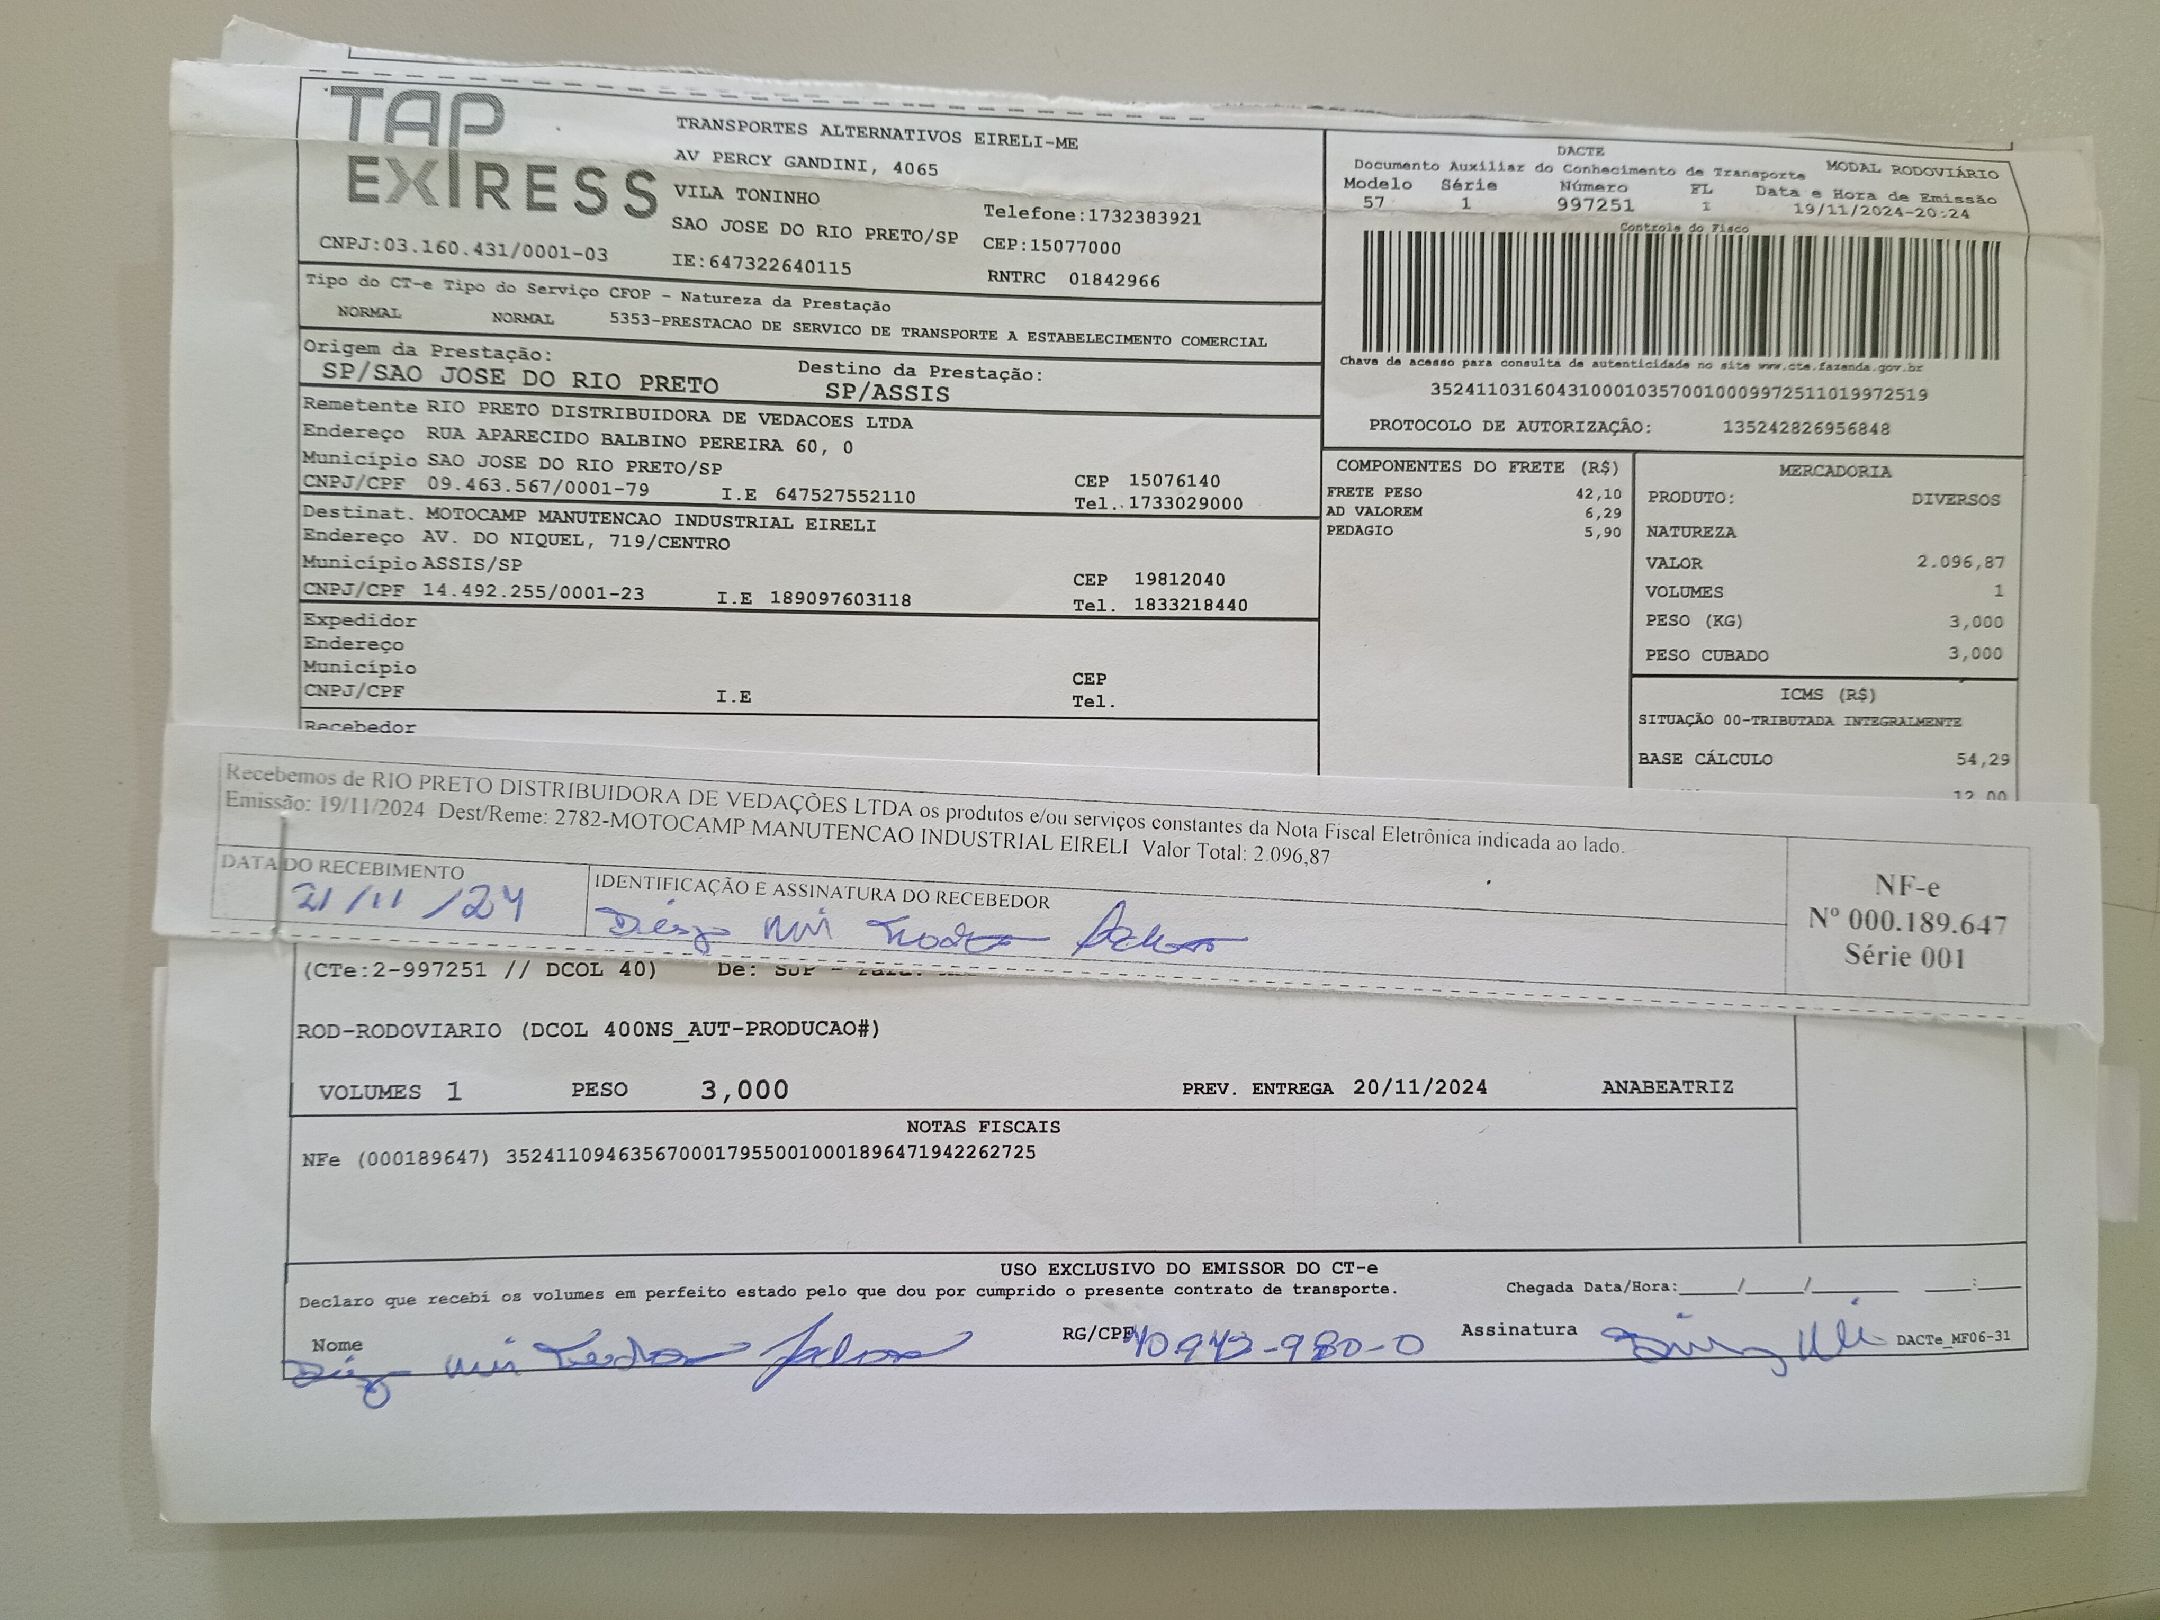 TAP
EXIRESS
TRANSPORTES ALTERNATIVOS EIRELI-ME
AV PERCY GANDINI, 4065
VILA TONINHO
SAO JOSE DO RIO PRETO/SP
Telefone:1732383921
CEP:15077000
CNPJ:03.160.431/0001-03
IE:647322640115
RNTRC 01842966
DACTE
Documento Auxiliar do Conhecimento de Transporte MODAL RODOVIÁRIO
Modelo Série Número FL Data e Hora de Emissão
57 1 997251 1 19/11/2024-20:24
Controle do Fisco
Chave de acesso para consulta de autenticidade no site www.cte.fazenda.gov.br
35241103160431000103570010009972511019972519
PROTOCOLO DE AUTORIZAÇÃO: 135242826956848
Tipo do CT-e Tipo do Serviço CFOP - Natureza da Prestação
NORMAL NORMAL 5353-PRESTACAO DE SERVICO DE TRANSPORTE A ESTABELECIMENTO COMERCIAL
Origem da Prestação: Destino da Prestação:
SP/SAO JOSE DO RIO PRETO SP/ASSIS
Remetente RIO PRETO DISTRIBUIDORA DE VEDACOES LTDA
Endereço RUA APARECIDO BALBINO PEREIRA 60, 0
Município SAO JOSE DO RIO PRETO/SP CEP 15076140
CNPJ/CPF 09.463.567/0001-79 I.E 647527552110 Tel. 1733029000
Destinat. MOTOCAMP MANUTENCAO INDUSTRIAL EIRELI
Endereço AV. DO NIQUEL, 719/CENTRO
Município ASSIS/SP CEP 19812040
CNPJ/CPF 14.492.255/0001-23 I.E 189097603118 Tel. 1833218440
Expedidor
Endereço
Município CEP
CNPJ/CPF I.E Tel.
Recebedor
COMPONENTES DO FRETE (R$)
FRETE PESO 42,10
AD VALOREM 6,29
PEDAGIO 5,90
MERCADORIA
PRODUTO: DIVERSOS
NATUREZA
VALOR 2.096,87
VOLUMES 1
PESO (KG) 3,000
PESO CUBADO 3,000
ICMS (R$)
SITUAÇÃO 00-TRIBUTADA INTEGRALMENTE
BASE CÁLCULO 54,29
12,00
Recebemos de RIO PRETO DISTRIBUIDORA DE VEDAÇÕES LTDA os produtos e/ou serviços constantes da Nota Fiscal Eletrônica indicada ao lado.
Emissão: 19/11/2024 Dest/Reme: 2782-MOTOCAMP MANUTENCAO INDUSTRIAL EIRELI Valor Total: 2.096,87
DATA DO RECEBIMENTO
21/11/24
IDENTIFICAÇÃO E ASSINATURA DO RECEBEDOR
NF-e
Nº 000.189.647
Série 001
(CTe:2-997251 // DCOL 40) De: SJP -
ROD-RODOVIARIO (DCOL 400NS_AUT-PRODUCAO#)
VOLUMES 1 PESO 3,000 PREV. ENTREGA 20/11/2024 ANABEATRIZ
NOTAS FISCAIS
NFe (000189647) 35241109463567000179550010001896471942262725
USO EXCLUSIVO DO EMISSOR DO CT-e
Declaro que recebi os volumes em perfeito estado pelo que dou por cumprido o presente contrato de transporte. Chegada Data/Hora:____/____/______ ____:____
Nome RG/CPF 40.943-980-0 Assinatura DACTe_MF06-31